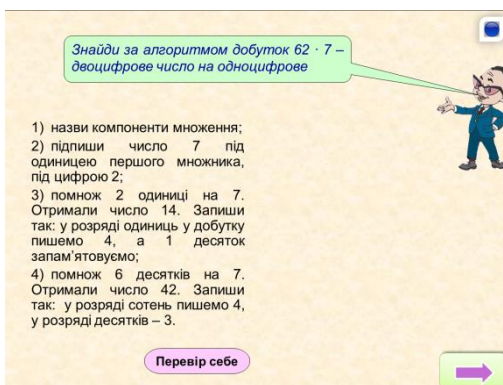 Знайди за алгоритмом добуток 62 · 7 –
двоцифрове число на одноцифрове
1) назви компоненти множення;
2) підпиши число 7 під
одиницею першого множника,
під цифрою 2;
3) помнож 2 одиниці на 7.
Отримали число 14. Запиши
так: у розряді одиниць у добутку
пишемо 4, а 1 десяток
запам'ятовуємо;
4) помнож 6 десятків на 7.
Отримали число 42. Запиши
так: у розряді сотень пишемо 4,
у розряді десятків – 3.
Перевір себе